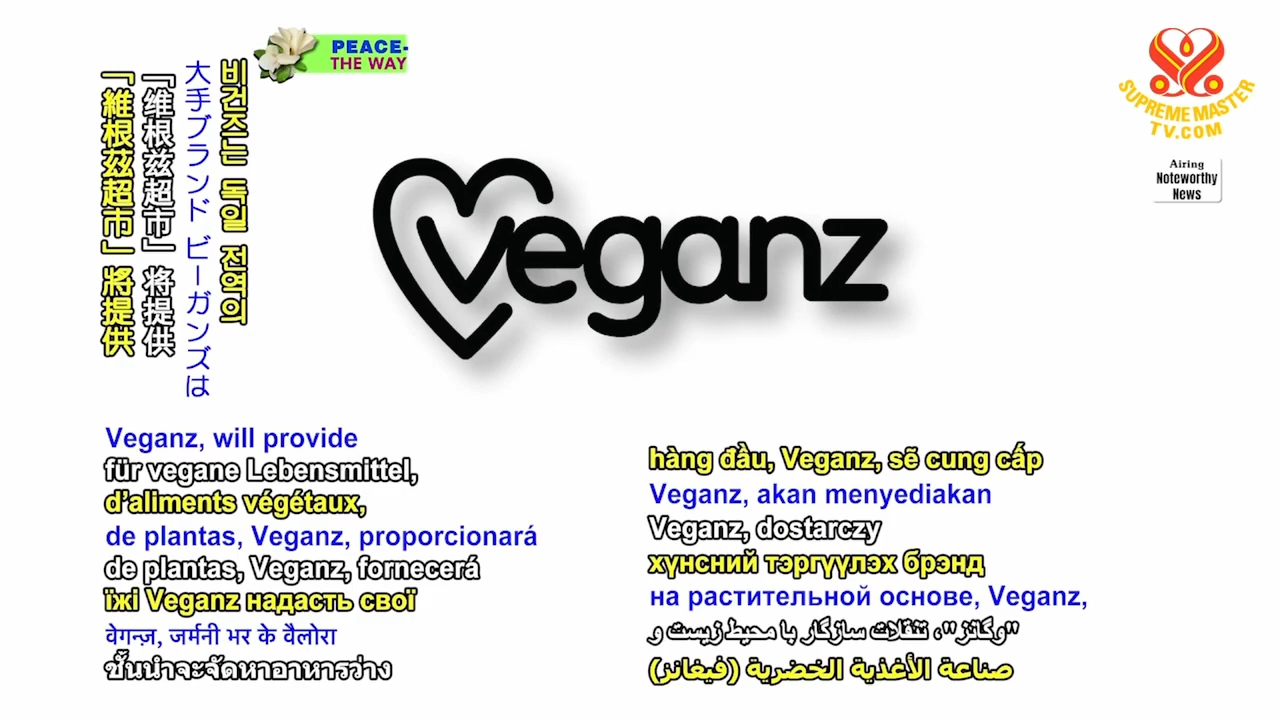 PEACE-
THE WAY
SUPREME MASTER
TV.COM
Airing
Noteworthy
News
비건즈는 독일 전역의
大手ブランド ビーガンズは
「维根兹超市」将提供
「維根茲超市」將提供
veganz
Veganz, will provide
für vegane Lebensmittel,
d’aliments végétaux,
de plantas, Veganz, proporcionará
de plantas, Veganz, fornecerá
їжі Veganz надасть свої
वेगन्ज़, जर्मनी भर के वैलोरा
ชั้นนำจะจัดหาอาหารว่าง
hàng đầu, Veganz, sẽ cung cấp
Veganz, akan menyediakan
Veganz, dostarczy
хүнсний тэргүүлэх брэнд
на растительной основе, Veganz,
"وگانز"، تنقلات سازگار با محیط زیست و
صناعة الأغذية الخضرية (فيغانز)